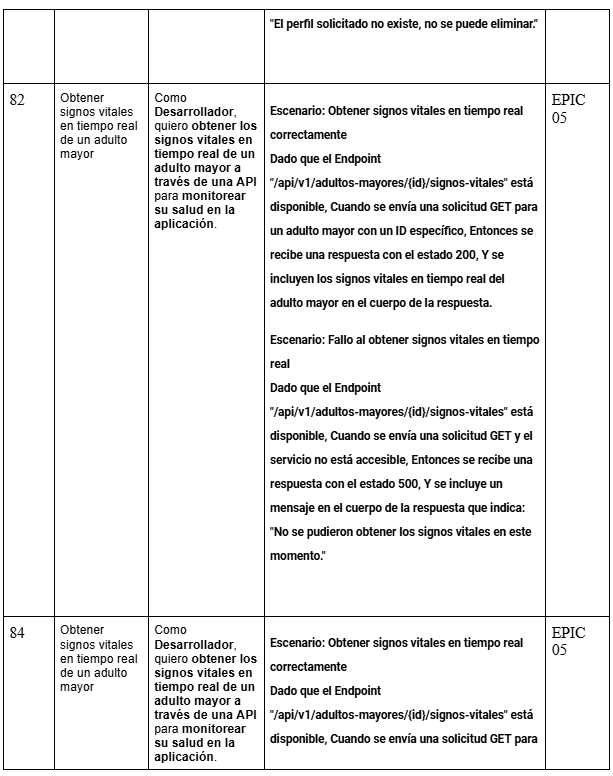 "El perfil solicitado no existe, no se puede eliminar."
82
Obtener
signos vitales
en tiempo real
de un adulto
mayor
Como
Desarrollador,
quiero obtener los
signos vitales en
tiempo real de un
adulto mayor a
través de una API
para monitorear
su salud en la
aplicación.
Escenario: Obtener signos vitales en tiempo real
correctamente
Dado que el Endpoint
"/api/v1/adultos-mayores/{id}/signos-vitales" está
disponible, Cuando se envía una solicitud GET para
un adulto mayor con un ID específico, Entonces se
recibe una respuesta con el estado 200, Y se
incluyen los signos vitales en tiempo real del
adulto mayor en el cuerpo de la respuesta.
Escenario: Fallo al obtener signos vitales en tiempo
real
Dado que el Endpoint
"/api/v1/adultos-mayores/{id}/signos-vitales" está
disponible, Cuando se envía una solicitud GET y el
servicio no está accesible, Entonces se recibe una
respuesta con el estado 500, Y se incluye un
mensaje en el cuerpo de la respuesta que indica:
"No se pudieron obtener los signos vitales en este
momento."
EPIC
05
84
Obtener
signos vitales
en tiempo real
de un adulto
mayor
Como
Desarrollador,
quiero obtener los
signos vitales en
tiempo real de un
adulto mayor a
través de una API
para monitorear
su salud en la
aplicación.
Escenario: Obtener signos vitales en tiempo real
correctamente
Dado que el Endpoint
"/api/v1/adultos-mayores/{id}/signos-vitales" está
disponible, Cuando se envía una solicitud GET para
EPIC
05